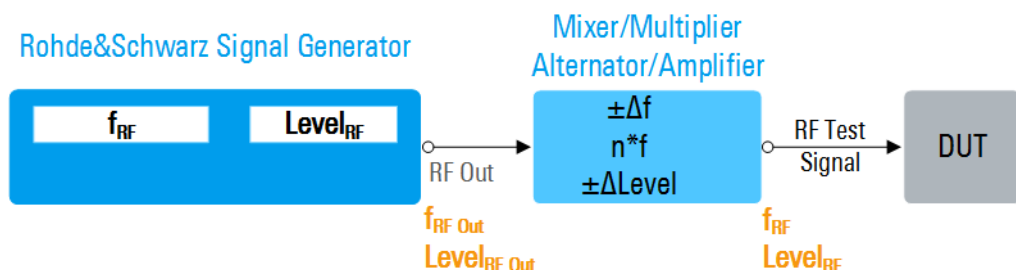 Rohde&Schwarz Signal Generator
Mixer/Multiplier
Alternator/Amplifier
fRF
LevelRF
RF Out
±Δf
n*f
±ΔLevel
RF Test
Signal
DUT
fRF Out
LevelRF Out
fRF
LevelRF